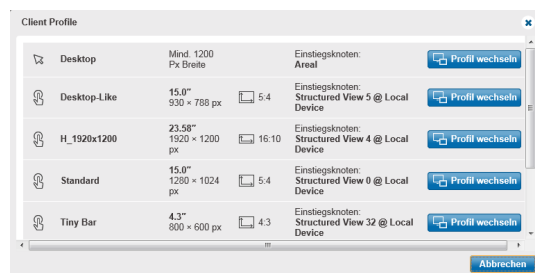 Client Profile
Desktop
Mind. 1200
Px Breite
Einstiegsknoten:
Areal
Profil wechseln
Desktop-Like
15.0″
930 × 788 px
5:4
Einstiegsknoten:
Structured View 5 @ Local
Device
Profil wechseln
H_1920x1200
23.58″
1920 × 1200
px
16:10
Einstiegsknoten:
Structured View 4 @ Local
Device
Profil wechseln
Standard
15.0″
1280 × 1024
px
5:4
Einstiegsknoten:
Structured View 0 @ Local
Device
Profil wechseln
Tiny Bar
4.3″
800 × 600 px
4:3
Einstiegsknoten:
Structured View 32 @ Local
Device
Profil wechseln
Abbrechen